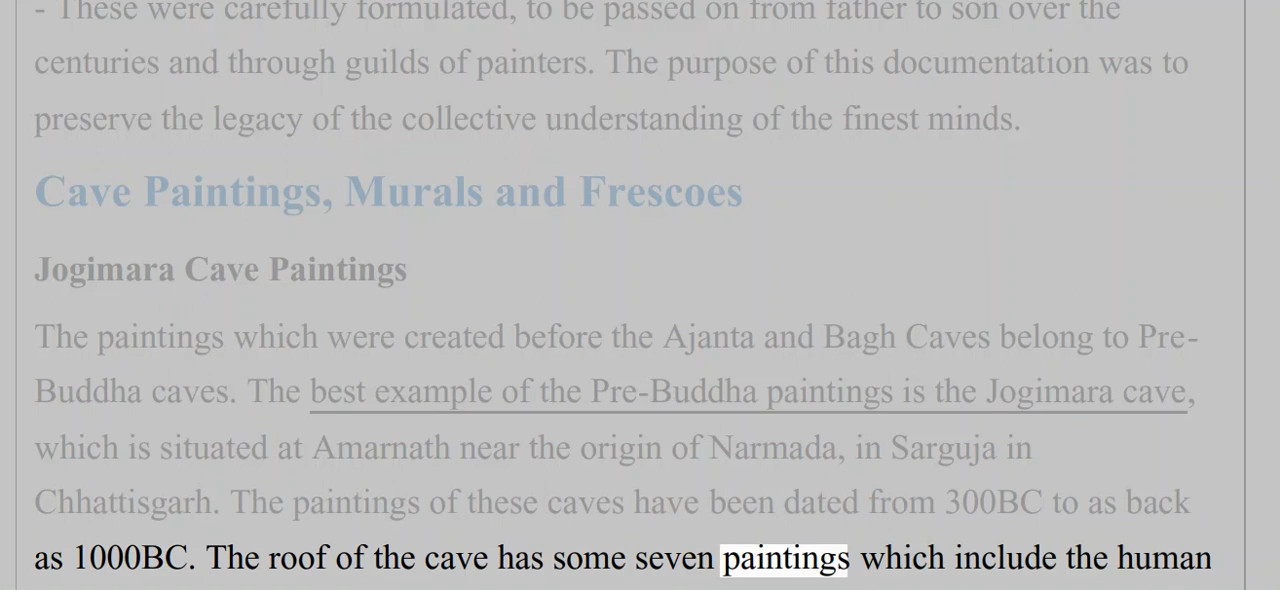 - These were carefully formulated, to be passed on from father to son over the
centuries and through guilds of painters. The purpose of this documentation was to
preserve the legacy of the collective understanding of the finest minds.
Cave Paintings, Murals and Frescoes
Jogimara Cave Paintings
The paintings which were created before the Ajanta and Bagh Caves belong to Pre-
Buddha caves. The best example of the Pre-Buddha paintings is the Jogimara cave,
which is situated at Amarnath near the origin of Narmada, in Sarguja in
Chhattisgarh. The paintings of these caves have been dated from 300BC to as back
as 1000BC. The roof of the cave has some seven paintings which include the human